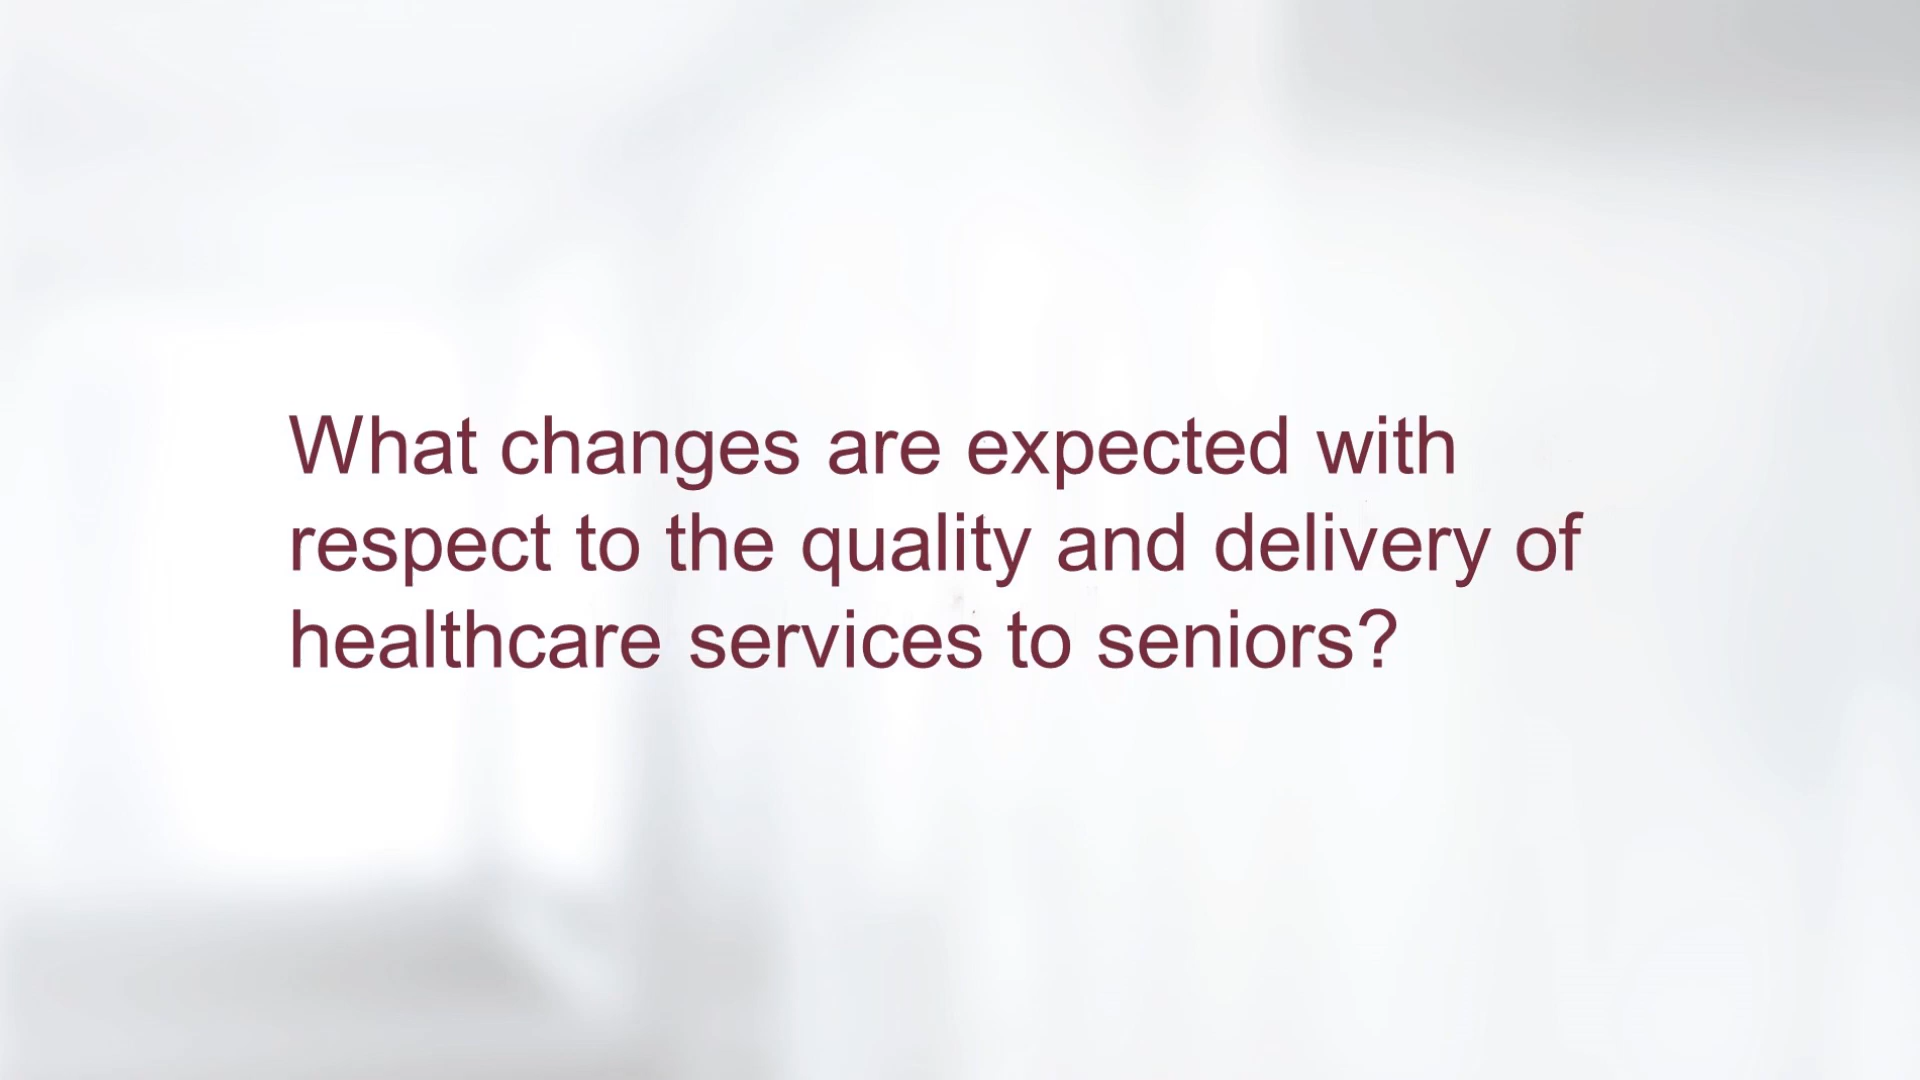 What changes are expected with
respect to the quality and delivery of
healthcare services to seniors?